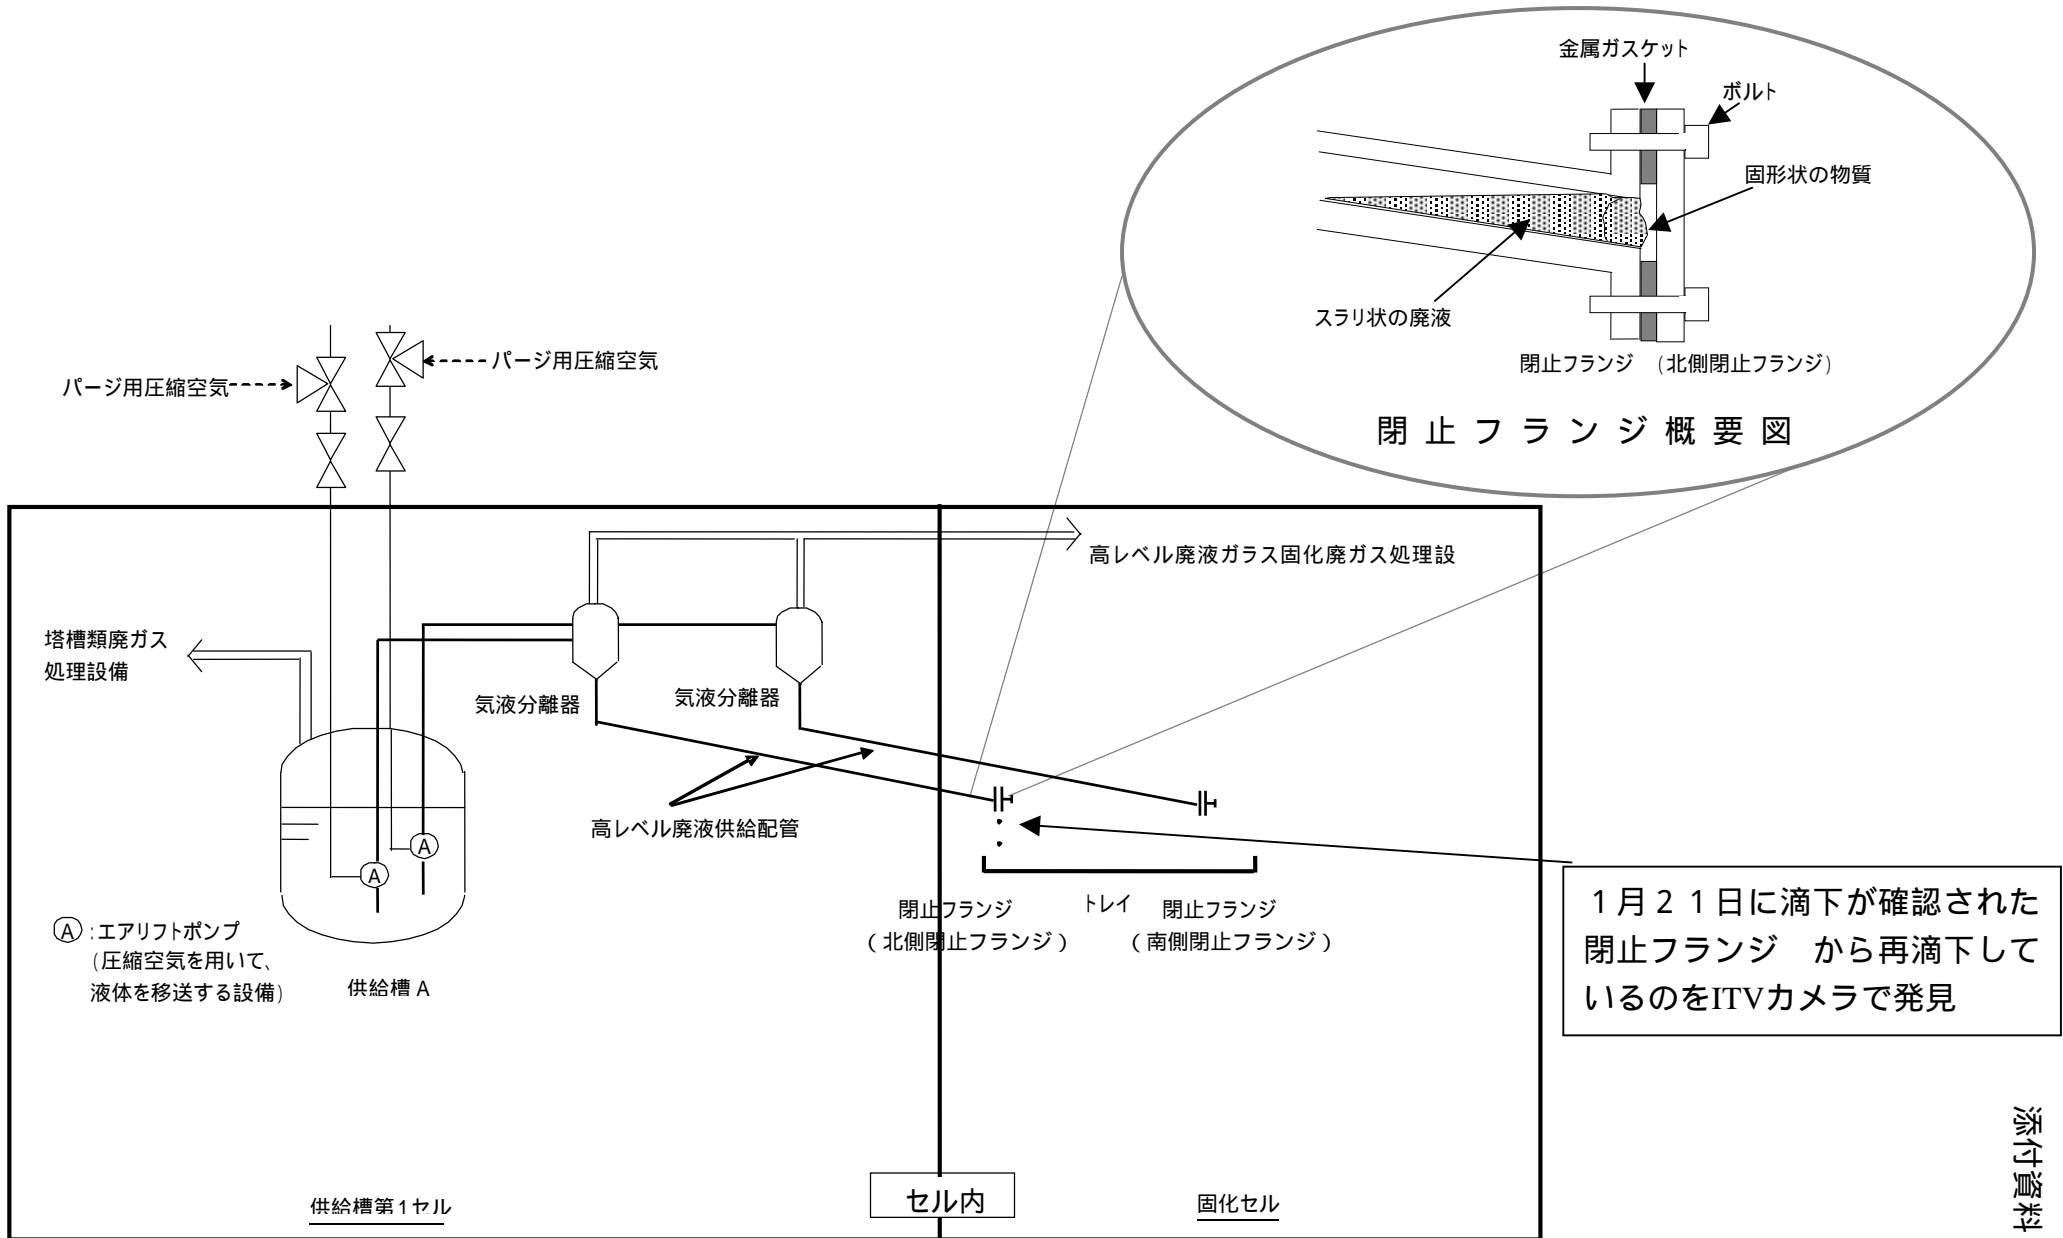 金属ガスケット
ボルト
固形状の物質
スラリ状の廃液
閉止フランジ （北側閉止フランジ）
閉止フランジ概要図
パージ用圧縮空気
パージ用圧縮空気
高レベル廃液ガラス固化廃ガス処理設
塔槽類廃ガス
処理設備
気液分離器
気液分離器
高レベル廃液供給配管
A
A
Ⓐ:エアリフトポンプ
(圧縮空気を用いて、
液体を移送する設備)
供給槽A
閉止フランジ
（北側閉止フランジ）
トレイ
閉止フランジ
（南側閉止フランジ）
１月２１日に滴下が確認された
閉止フランジ　から再滴下して
いるのをITVカメラで発見
供給槽第1セル
セル内
固化セル
添付資料